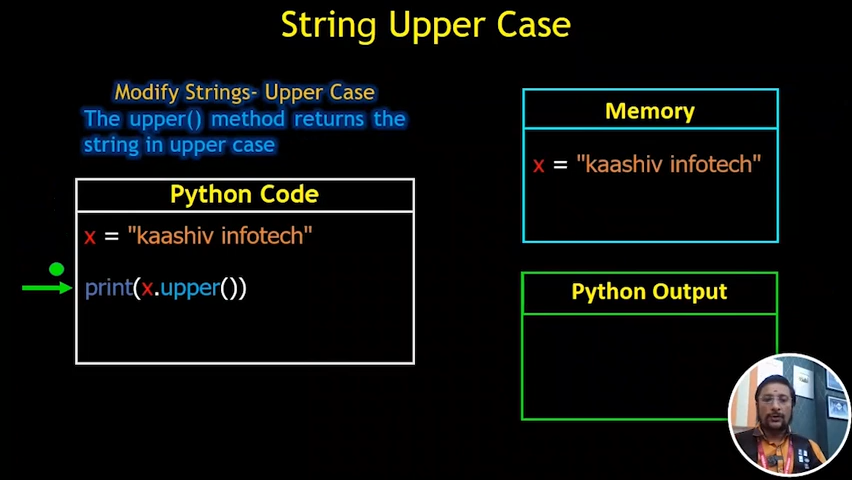 String Upper Case
Modify Strings- Upper Case
The upper() method returns the
string in upper case
Python Code
x = "kaashiv infotech"
print(x.upper())
Memory
x = "kaashiv infotech"
Python Output